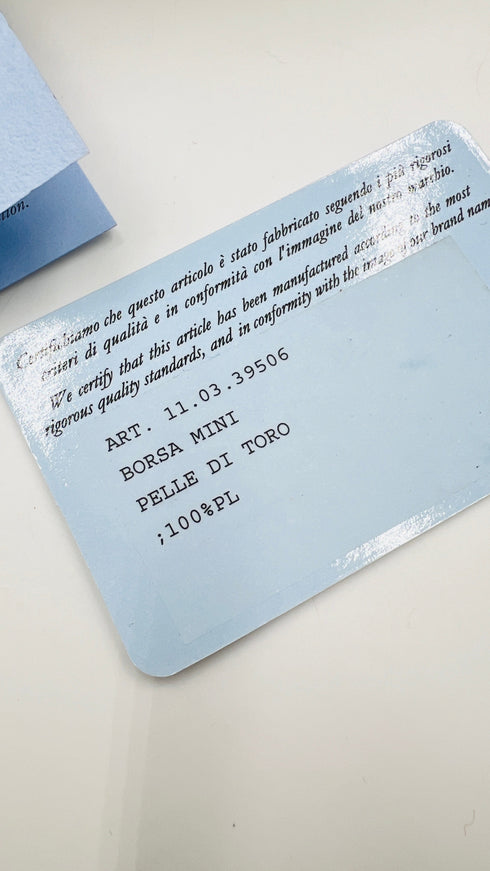 tion.
Certifichiamo che questo articolo è stato fabbricato seguendo i più rigorosi
criteri di qualità e in conformità con l'immagine del nostro marchio.
We certify that this article has been manufactured according to the most
rigorous quality standards, and in conformity with the image of our brand nam
ART. 11.03.39506
BORSA MINI
PELLE DI TORO
;100%PL